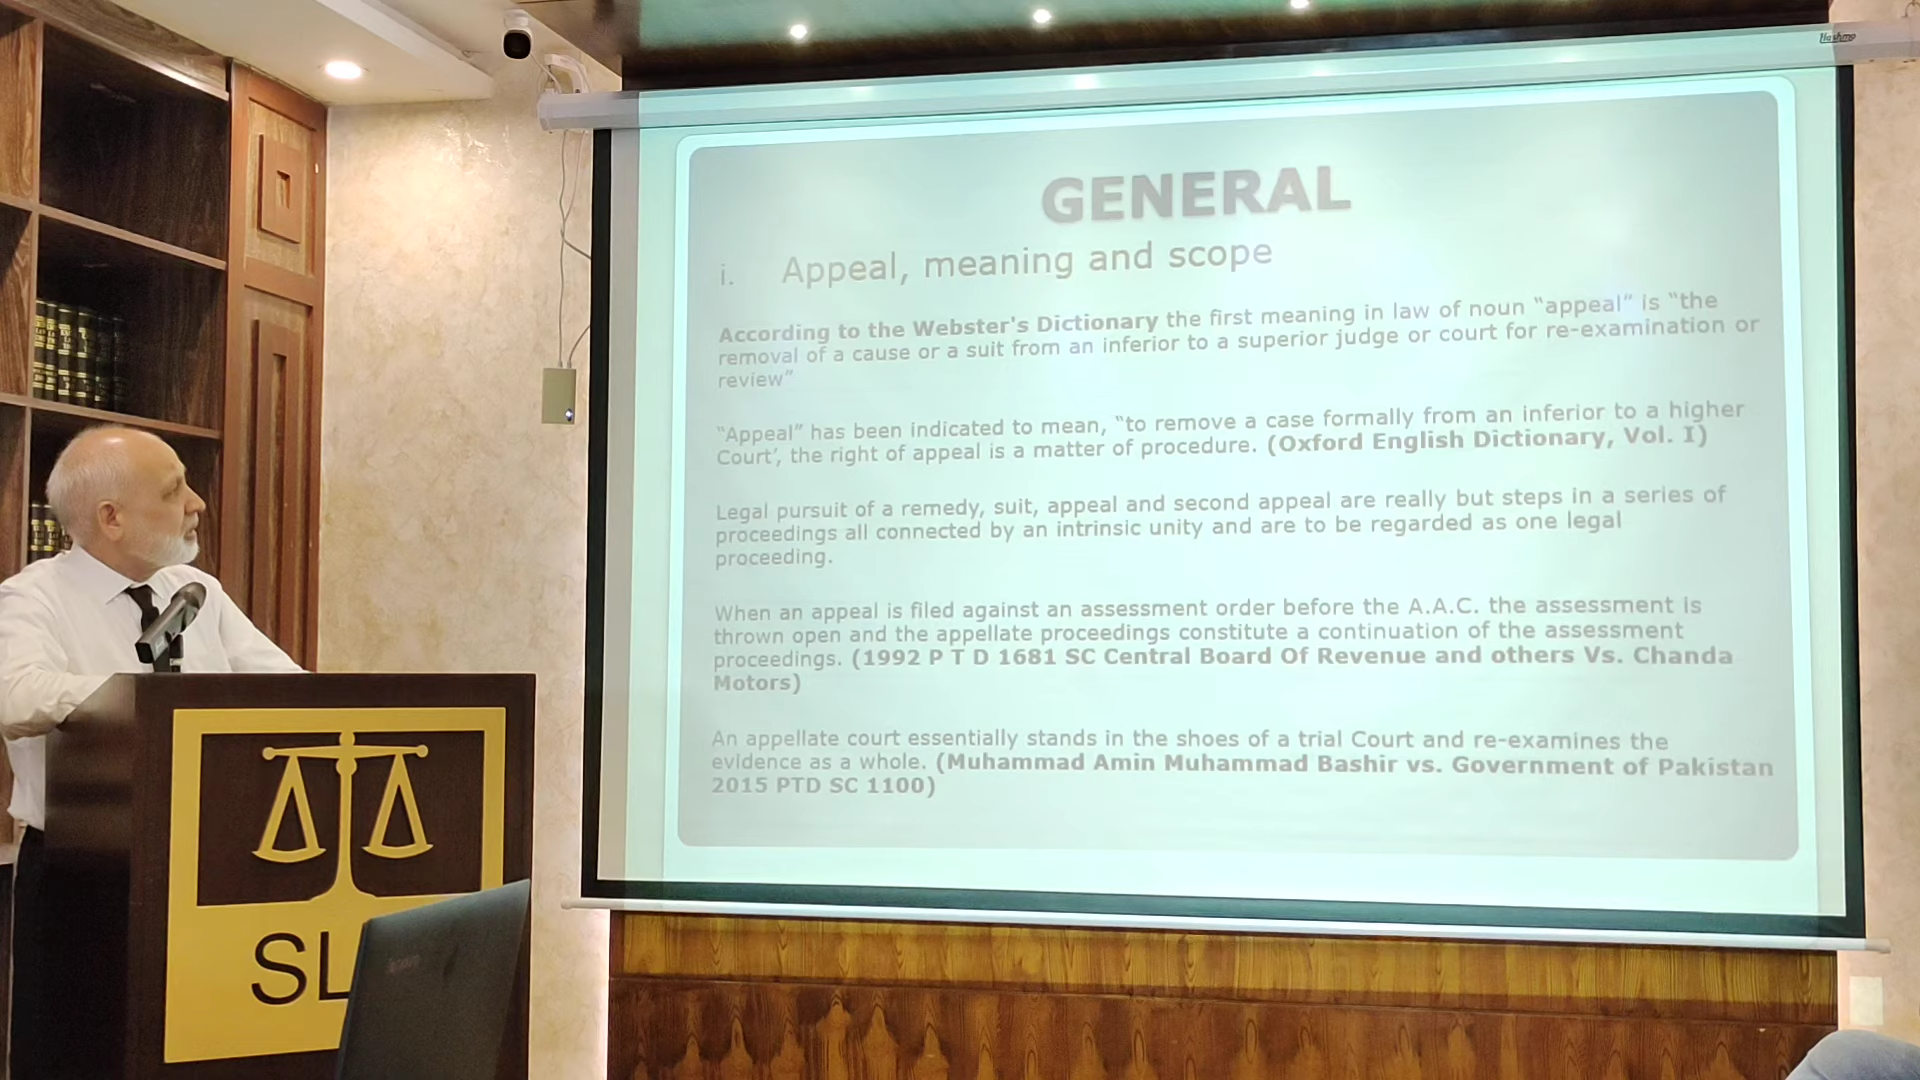 Hashmo
GENERAL
i. Appeal, meaning and scope
According to the Webster's Dictionary the first meaning in law of noun “appeal” is “the
removal of a cause or a suit from an inferior to a superior judge or court for re-examination or
review”
“Appeal” has been indicated to mean, “to remove a case formally from an inferior to a higher
Court’, the right of appeal is a matter of procedure. (Oxford English Dictionary, Vol. I)
Legal pursuit of a remedy, suit, appeal and second appeal are really but steps in a series of
proceedings all connected by an intrinsic unity and are to be regarded as one legal
proceeding.
When an appeal is filed against an assessment order before the A.A.C. the assessment is
thrown open and the appellate proceedings constitute a continuation of the assessment
proceedings. (1992 P T D 1681 SC Central Board Of Revenue and others Vs. Chanda
Motors)
An appellate court essentially stands in the shoes of a trial Court and re-examines the
evidence as a whole. (Muhammad Amin Muhammad Bashir vs. Government of Pakistan
2015 PTD SC 1100)
SL
lenovo